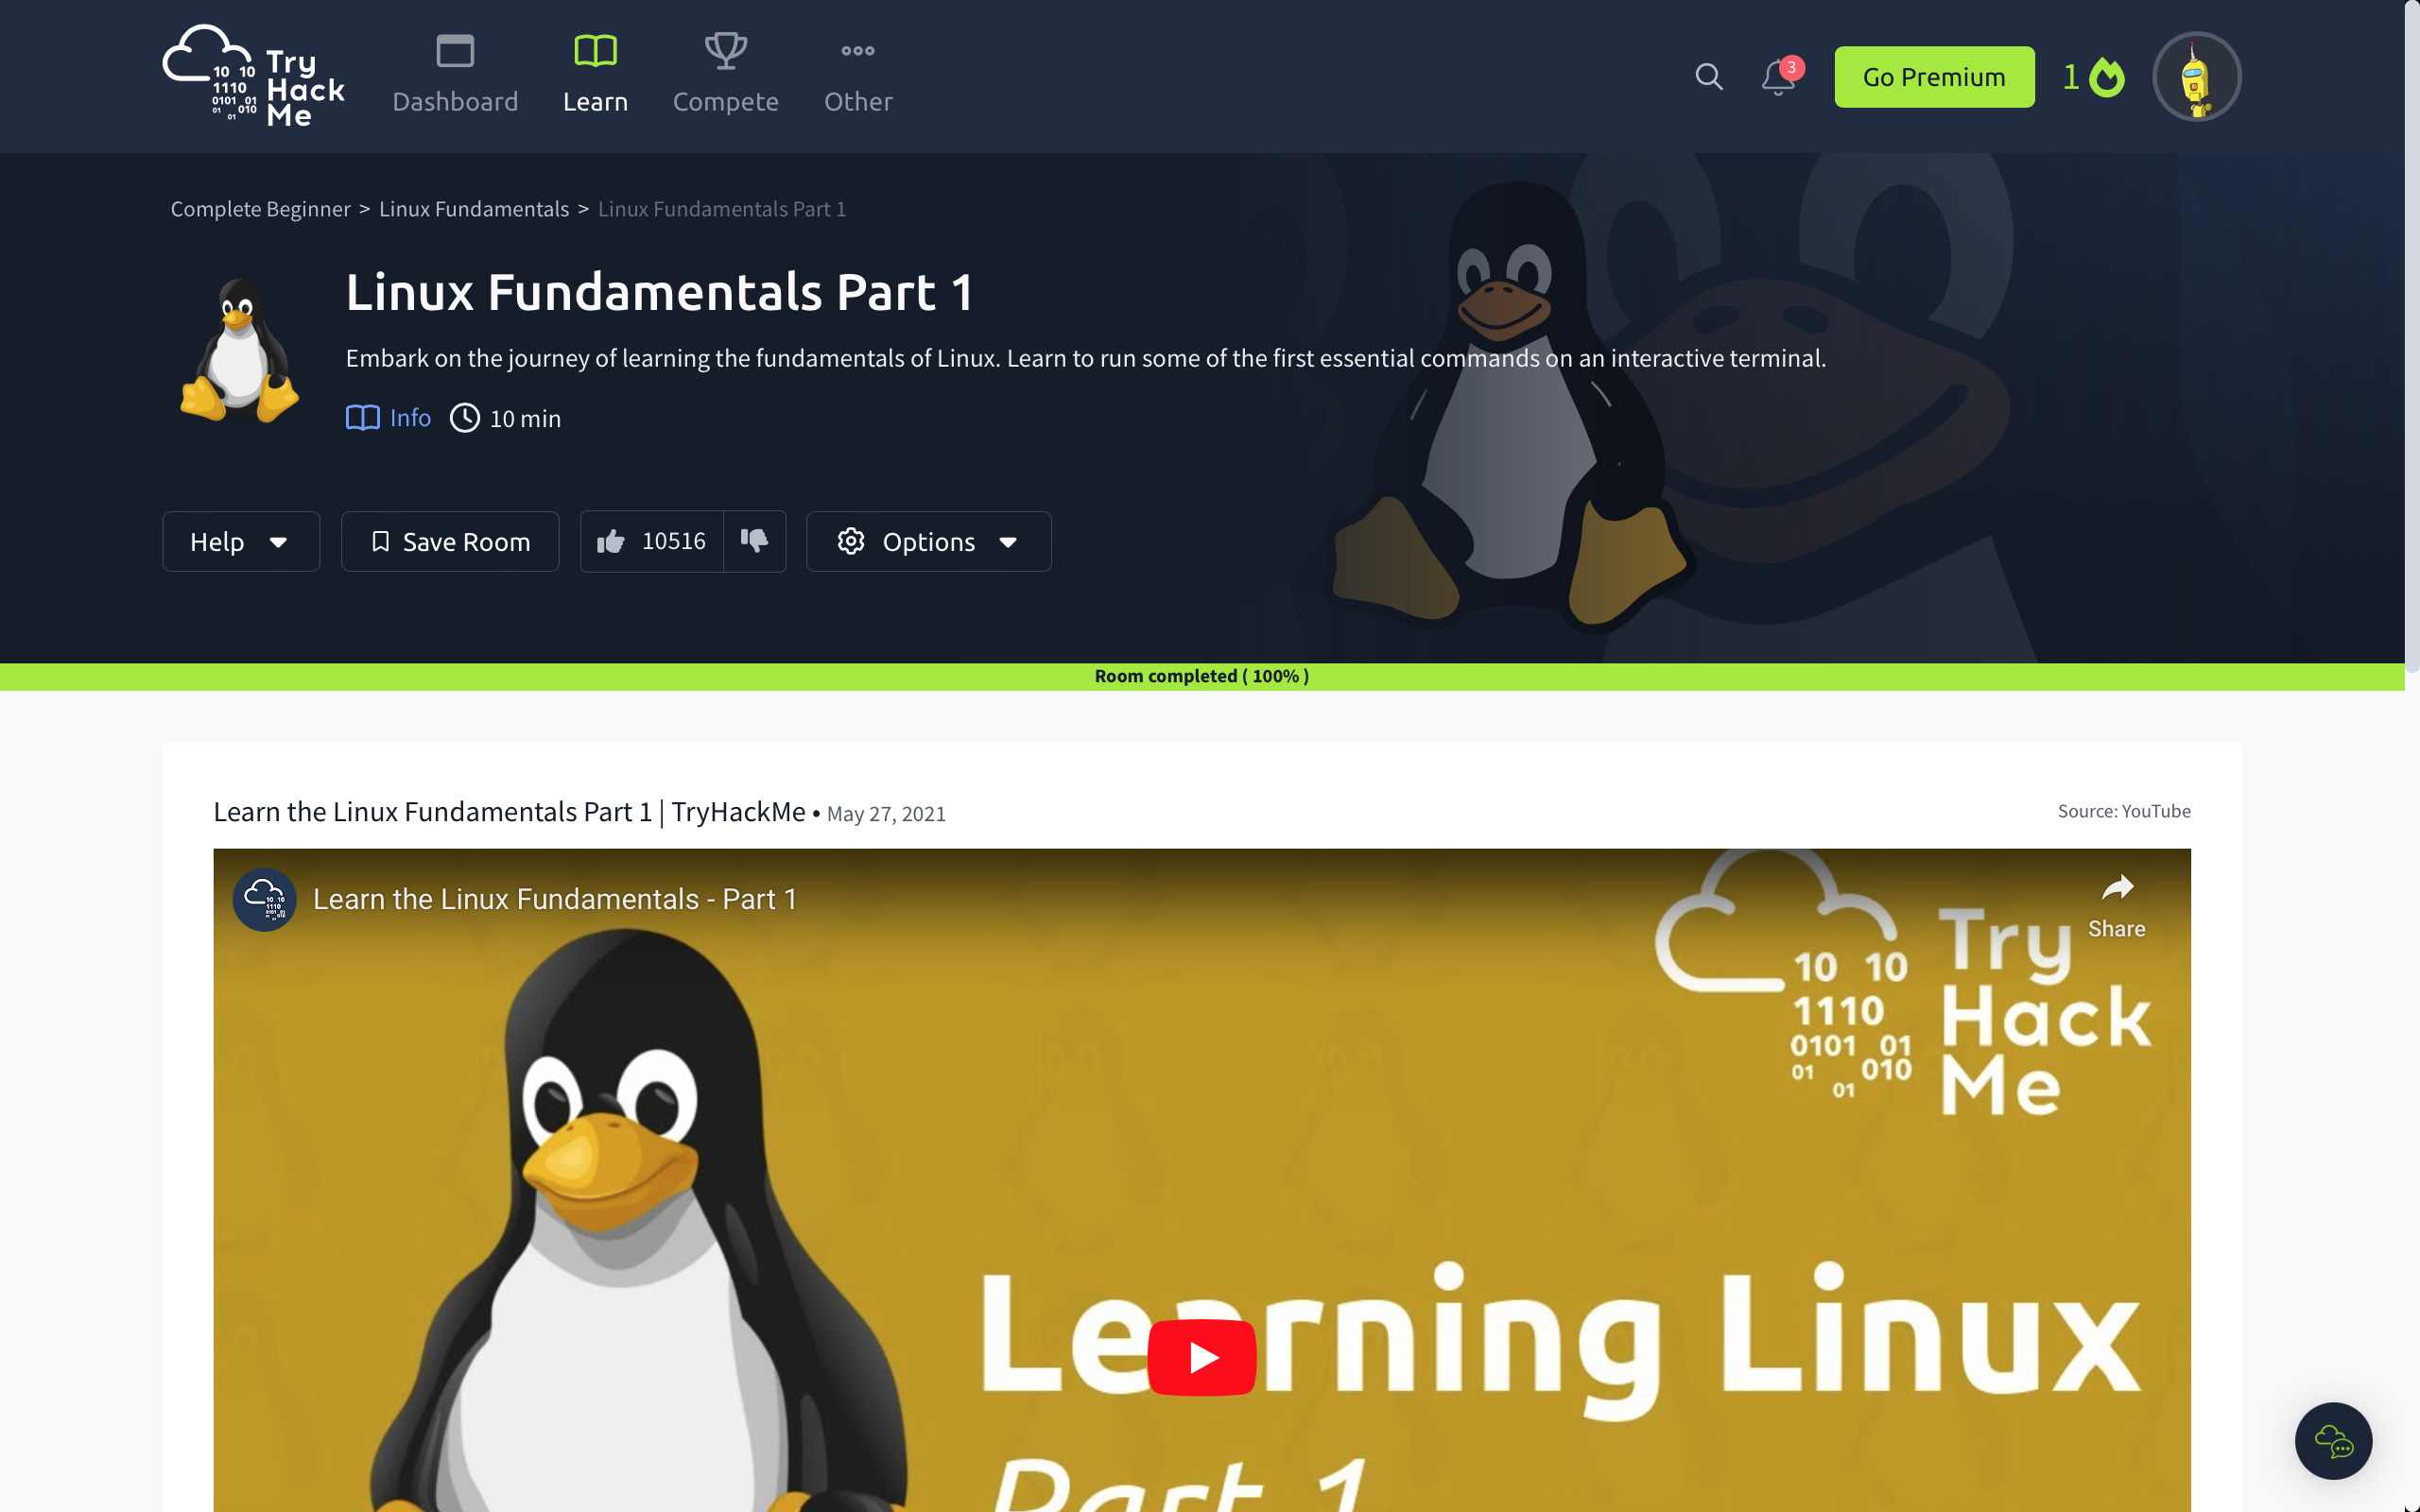 Try
Hack
Me
10 10
1110
0101 01
01 010
01
Dashboard
Learn
Compete
Other
3
Go Premium
1
Complete Beginner > Linux Fundamentals > Linux Fundamentals Part 1
Linux Fundamentals Part 1
Embark on the journey of learning the fundamentals of Linux. Learn to run some of the first essential commands on an interactive terminal.
Info 10 min
Help Save Room 10516 Options
Room completed ( 100% )
Learn the Linux Fundamentals Part 1 | TryHackMe • May 27, 2021
Source: YouTube
Learn the Linux Fundamentals - Part 1
Share
10 10
1110
0101 01
01 010
01
Try
Hack
Me
Learning Linux
Part 1